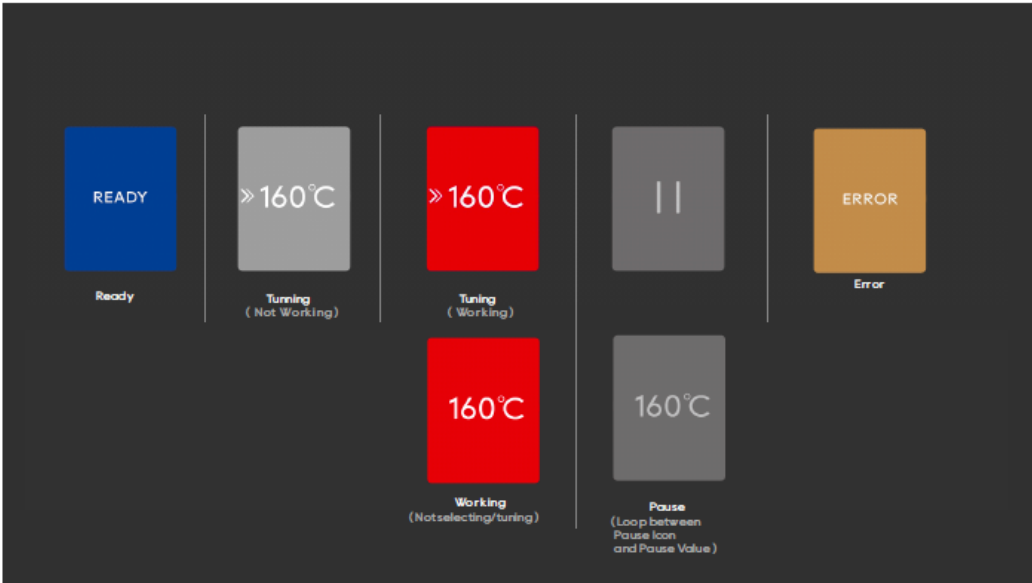 READY
»160°C
»160°C
ERROR
Ready
Tunning
( Not Working)
Tuning
( Working)
Error
160°C
160°C
Working
(Notselecting/tuning)
Pause
(Loop between
Pause Icon
and Pause Value)